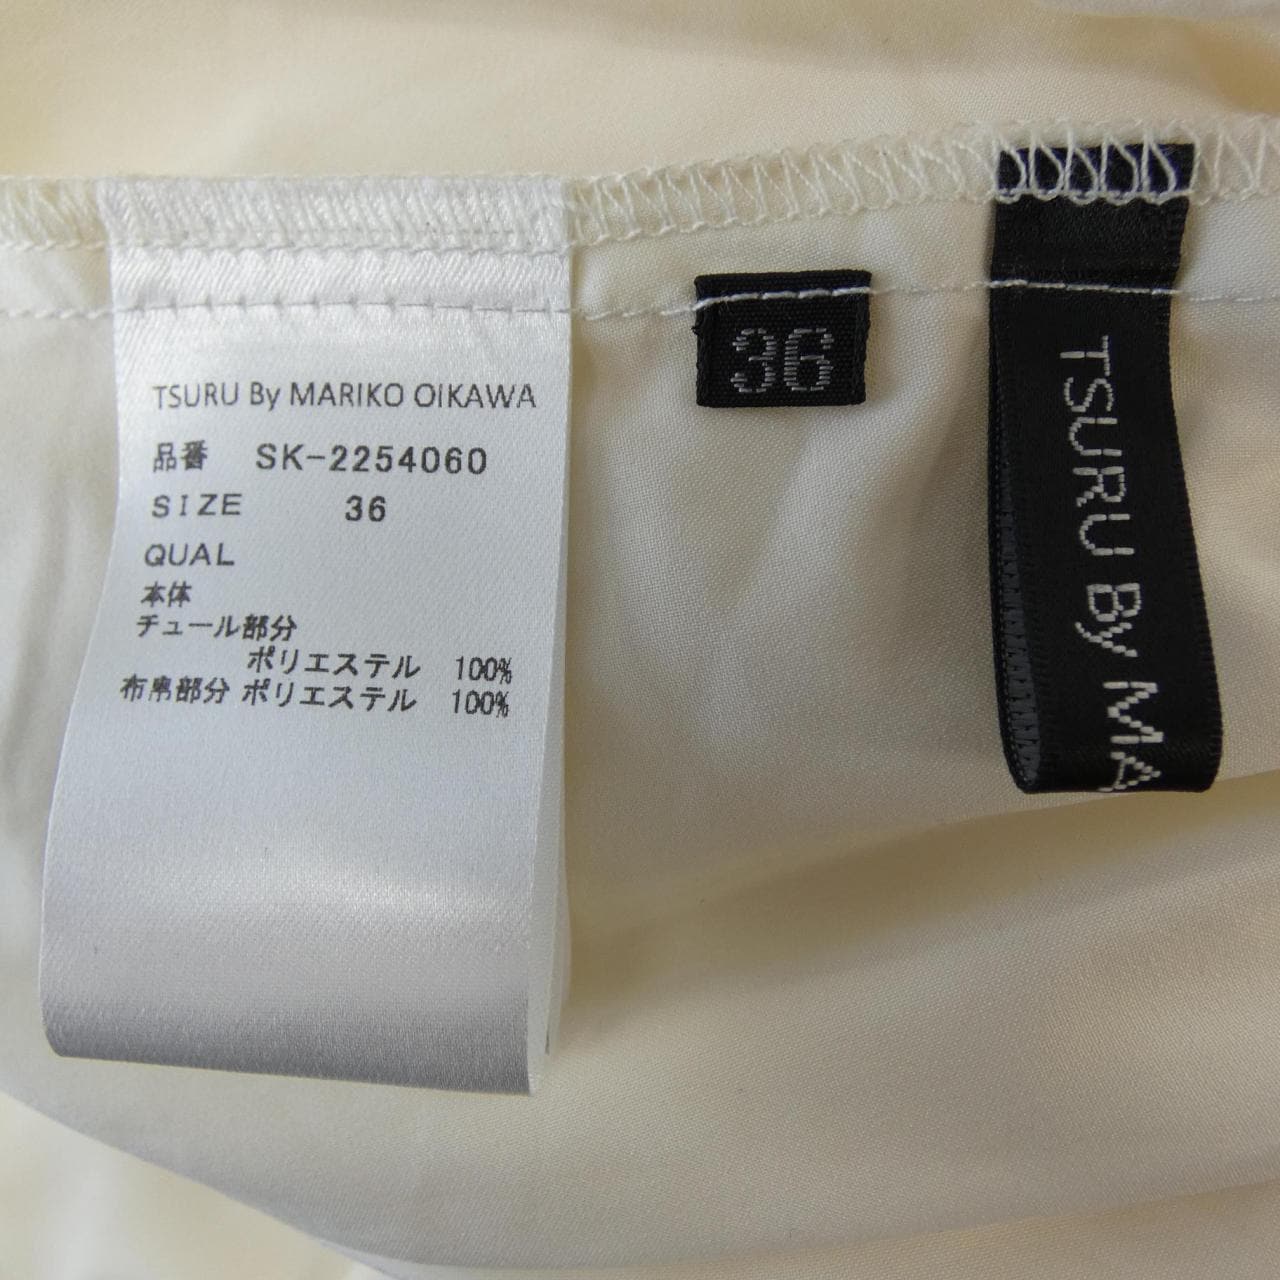 TSURU By MARIKO OIKAWA
品番 SK-2254060
SIZE 36
QUAL
本体
チュール部分
ポリエステル 100%
布帛部分 ポリエステル 100%
36
TSURU By MA